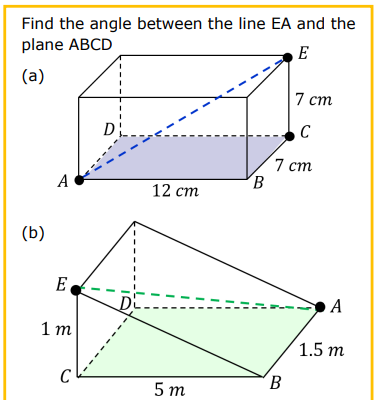 Find the angle between the line EA and the
plane ABCD
(a)
E
7 cm
D
C
7 cm
A
B
12 cm
(b)
E
D
A
1 m
1.5 m
C
B
5 m